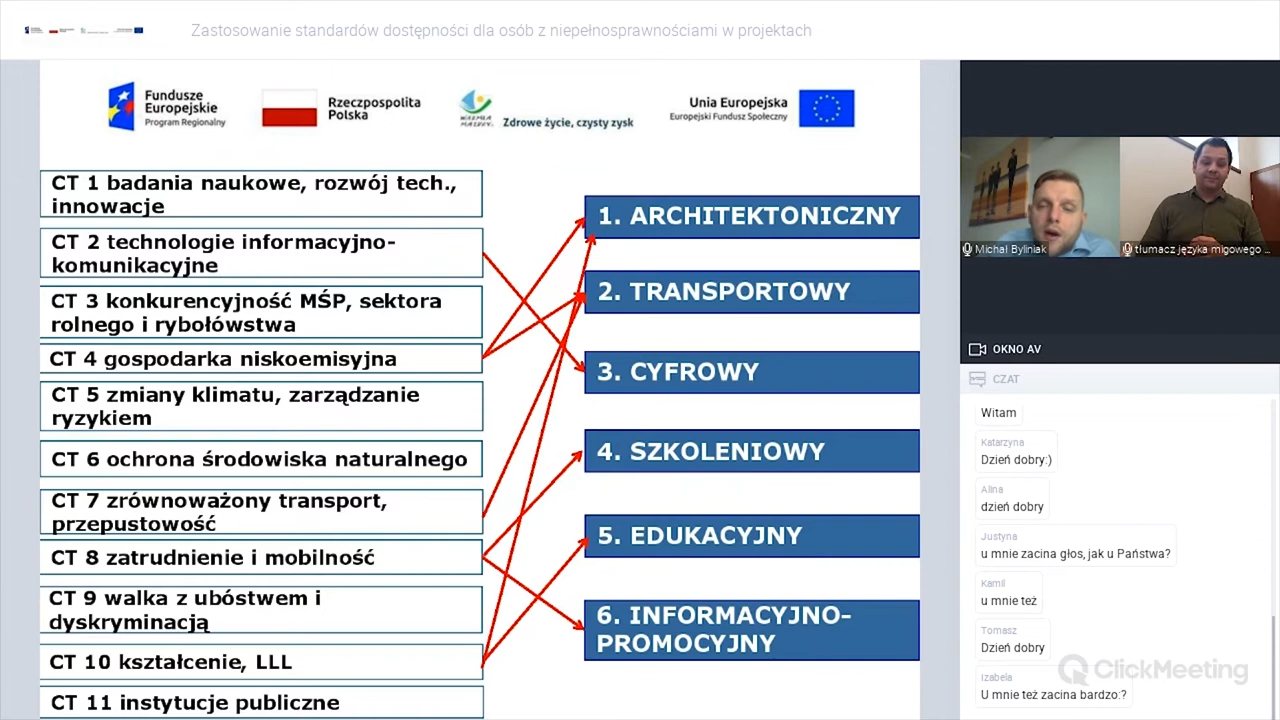 Zastosowanie standardów dostępności dla osób z niepełnosprawnościami w projektach
Fundusze
Europejskie
Program Regionalny
Rzeczpospolita
Polska
Zdrowe życie, czysty zysk
Unia Europejska
Europejski Fundusz Społeczny
CT 1 badania naukowe, rozwój tech.,
innowacje
CT 2 technologie informacyjno-
komunikacyjne
CT 3 konkurencyjność MŚP, sektora
rolnego i rybołówstwa
CT 4 gospodarka niskoemisyjna
CT 5 zmiany klimatu, zarządzanie
ryzykiem
CT 6 ochrona środowiska naturalnego
CT 7 zrównoważony transport,
przepustowość
CT 8 zatrudnienie i mobilność
CT 9 walka z ubóstwem i
dyskryminacją
CT 10 kształcenie, LLL
CT 11 instytucje publiczne
1. ARCHITEKTONICZNY
2. TRANSPORTOWY
3. CYFROWY
4. SZKOLENIOWY
5. EDUKACYJNY
6. INFORMACYJNO-
PROMOCYJNY
Michał Byliniak
tłumacz języka migowego ...
OKNO AV
CZAT
Witam
Katarzyna
Dzień dobry:)
Alina
dzień dobry
Justyna
u mnie zacina głos, jak u Państwa?
Kamil
u mnie też
Tomasz
Dzień dobry
Izabela
U mnie też zacina bardzo:?
ClickMeeting